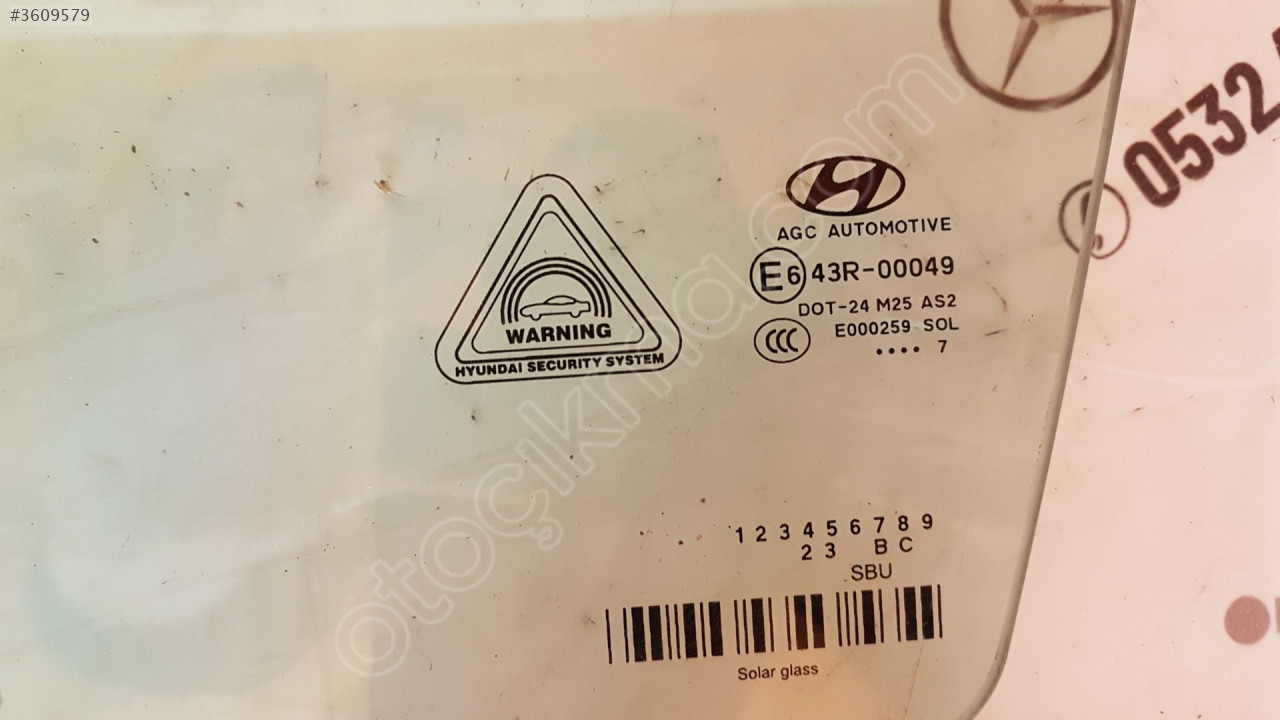 #3609579
0532
AGC AUTOMOTIVE
E6 43R-00049
DOT-24 M25 AS2
CCC
E000259 SOL
.... 7
WARNING
HYUNDAI SECURITY SYSTEM
otoçıkma.com
1 2 3 4 5 6 7 8 9
2 3 B C
SBU
Solar glass